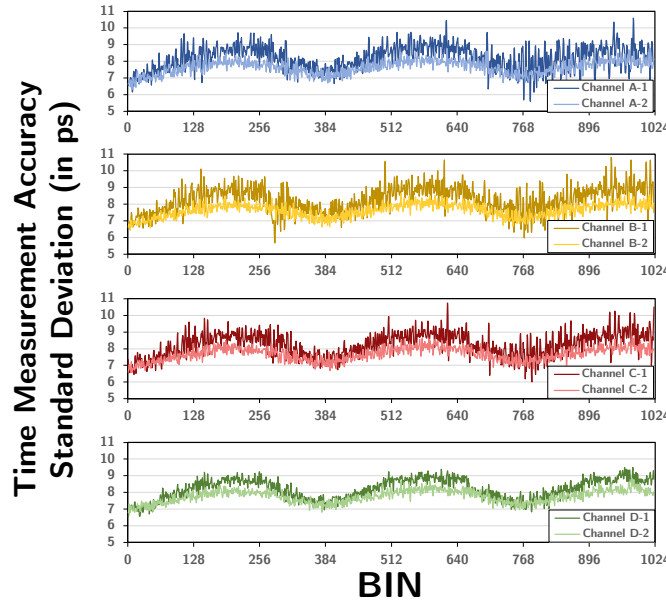 Time Measurement Accuracy
Standard Deviation (in ps)
11
10
9
8
7
6
5
0 128 256 384 512 640 768 896 1024
Channel A-1
Channel A-2
11
10
9
8
7
6
5
0 128 256 384 512 640 768 896 1024
Channel B-1
Channel B-2
11
10
9
8
7
6
5
0 128 256 384 512 640 768 896 1024
Channel C-1
Channel C-2
11
10
9
8
7
6
5
0 128 256 384 512 640 768 896 1024
Channel D-1
Channel D-2
BIN